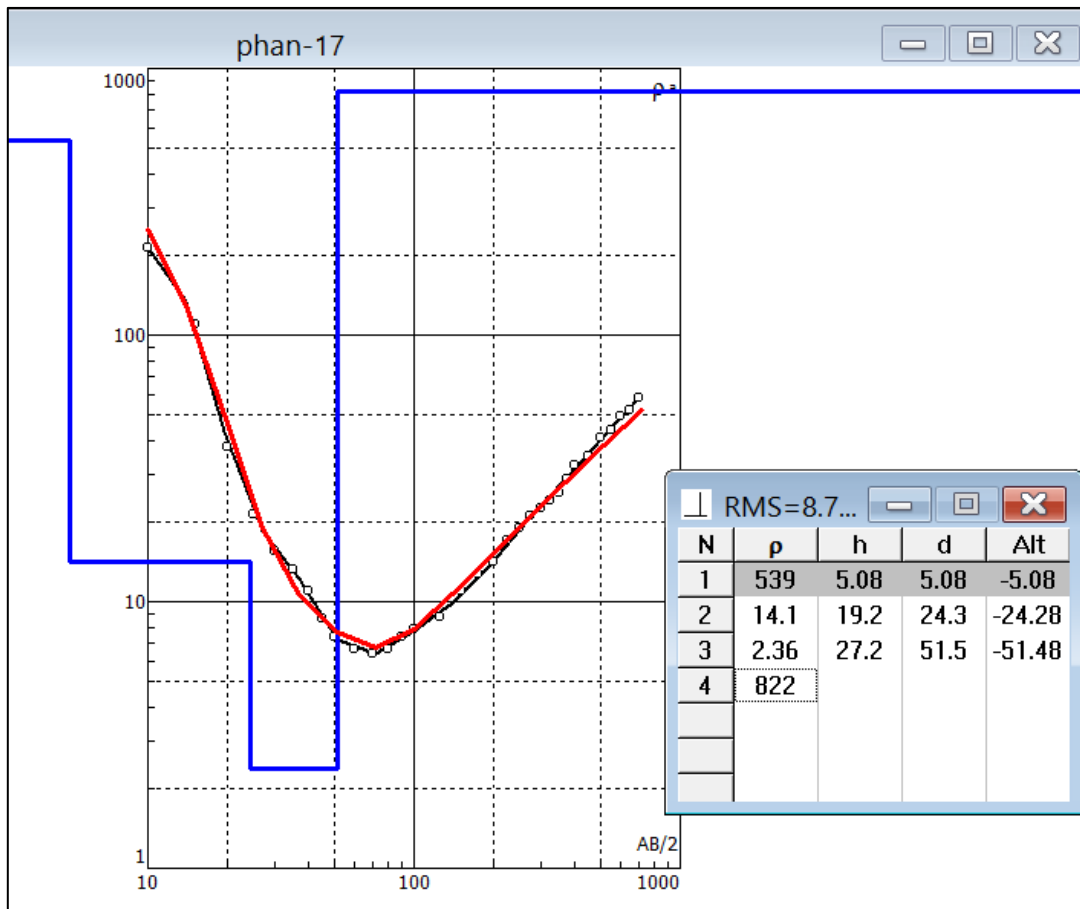 phan-17
1000
ρa
100
10
1
AB/2
10
100
1000
RMS=8.7...
N ρ h d Alt
1 539 5.08 5.08 -5.08
2 14.1 19.2 24.3 -24.28
3 2.36 27.2 51.5 -51.48
4 822